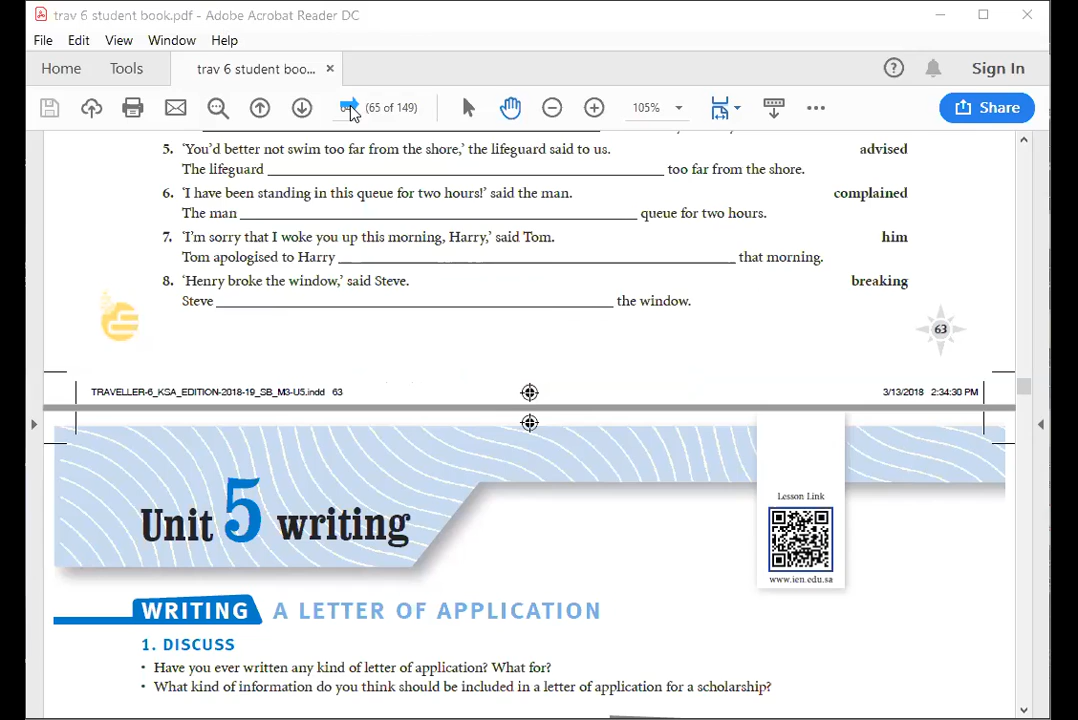 trav 6 student book.pdf - Adobe Acrobat Reader DC
File Edit View Window Help
Home Tools trav 6 student boo... × Sign In
(65 of 149) 105% Share
5. 'You'd better not swim too far from the shore,' the lifeguard said to us. advised
The lifeguard ______ too far from the shore.
6. 'I have been standing in this queue for two hours!' said the man. complained
The man ______ queue for two hours.
7. 'I'm sorry that I woke you up this morning, Harry,' said Tom. him
Tom apologised to Harry ______ that morning.
8. 'Henry broke the window,' said Steve. breaking
Steve ______ the window.
63
TRAVELLER-6_KSA_EDITION-2018-19_SB_M3-U5.indd 63 3/13/2018 2:34:30 PM
Lesson Link
www.ien.edu.sa
Unit 5 writing
WRITING A LETTER OF APPLICATION
1. DISCUSS
• Have you ever written any kind of letter of application? What for?
• What kind of information do you think should be included in a letter of application for a scholarship?